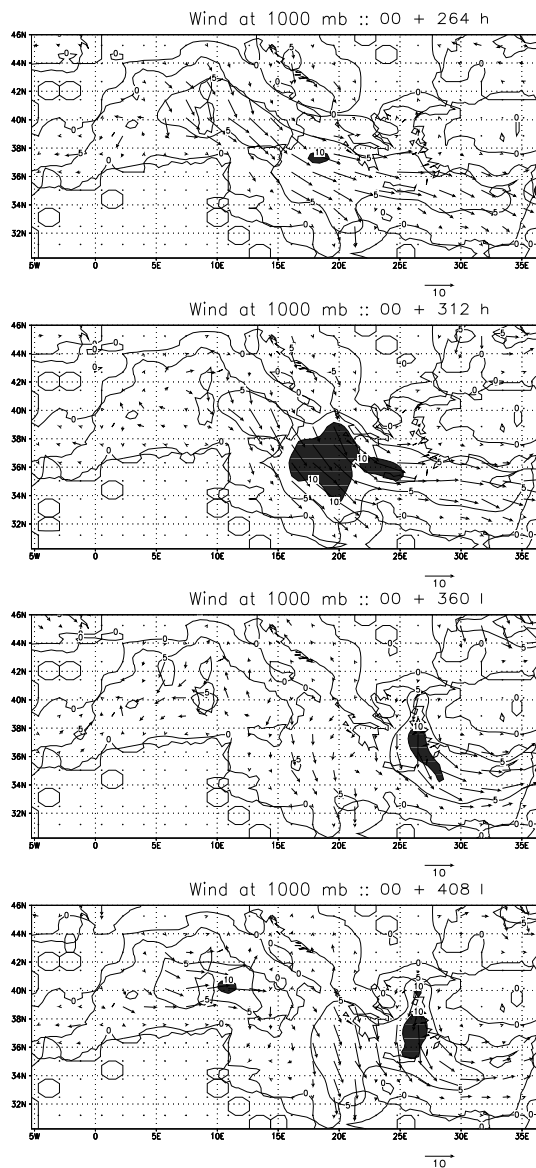 Wind at 1000 mb :: 00 + 264 h
46N
44N
42N
40N
38N
36N
34N
32N
5W 0 5E 10E 15E 20E 25E 30E 35E
10
Wind at 1000 mb :: 00 + 312 h
46N
44N
42N
40N
38N
36N
34N
32N
5W 0 5E 10E 15E 20E 25E 30E 35E
10
Wind at 1000 mb :: 00 + 360 l
46N
44N
42N
40N
38N
36N
34N
32N
5W 0 5E 10E 15E 20E 25E 30E 35E
10
Wind at 1000 mb :: 00 + 408 l
46N
44N
42N
40N
38N
36N
34N
32N
5W 0 5E 10E 15E 20E 25E 30E 35E
10